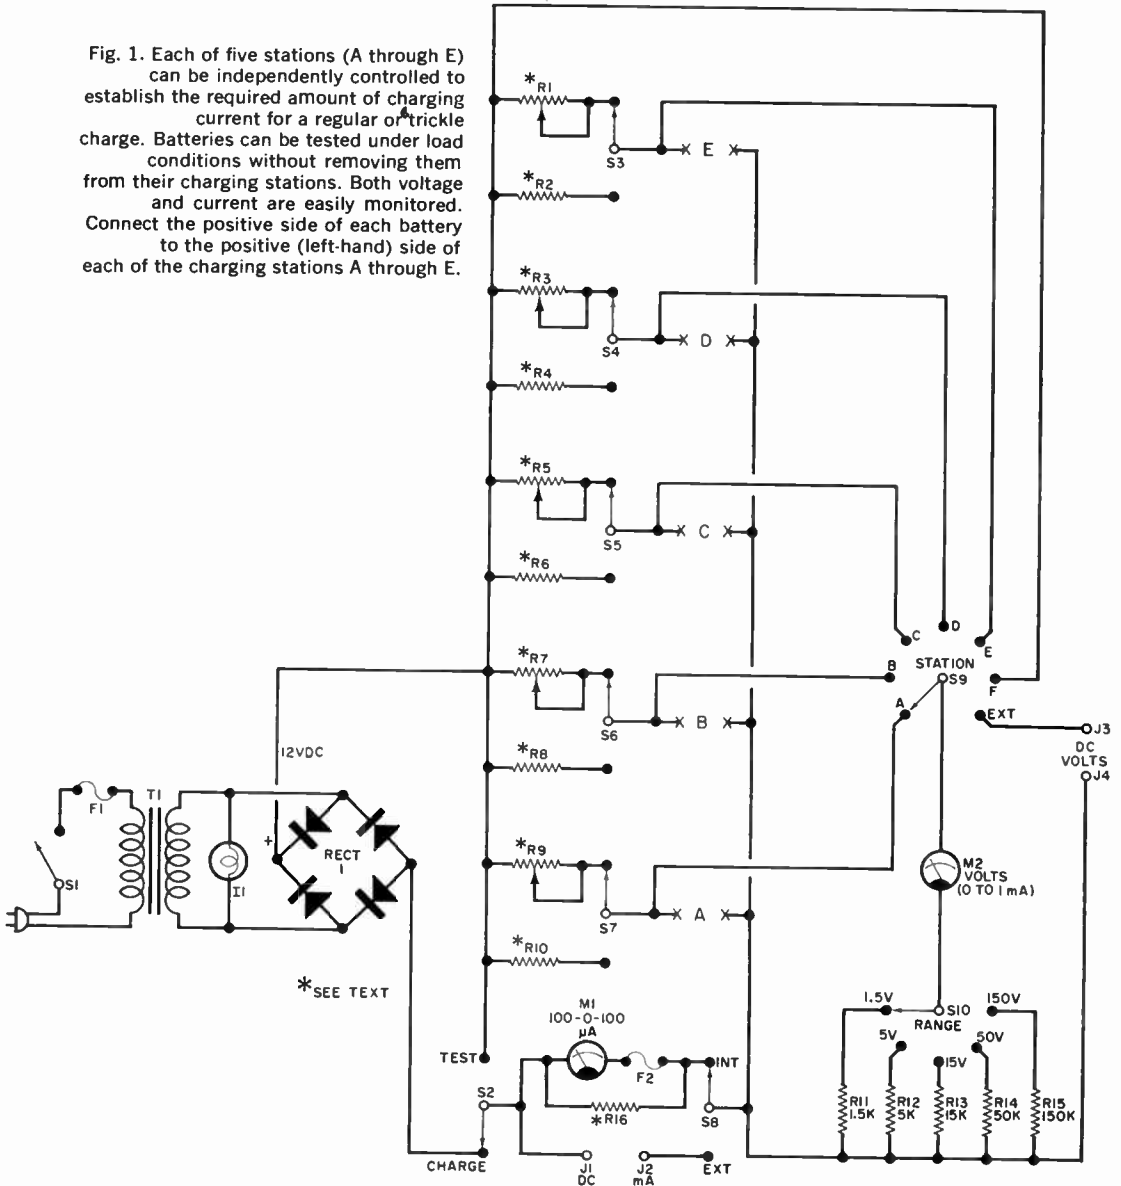 Fig. 1. Each of five stations (A through E)
can be independently controlled to
establish the required amount of charging
current for a regular or trickle
charge. Batteries can be tested under load
conditions without removing them
from their charging stations. Both voltage
and current are easily monitored.
Connect the positive side of each battery
to the positive (left-hand) side of
each of the charging stations A through E.
*R1
S3
E
*R2
*R3
S4
D
*R4
*R5
S5
C
*R6
*R7
S6
B
*R8
*R9
S7
A
*R10
12VDC
+
F1
T1
S1
I1
RECT
1
*SEE TEXT
TEST
S2
CHARGE
M1
100-0-100
µA
F2
*R16
INT
S8
J1
DC
J2
mA
EXT
C
D
E
B
STATION
S9
F
A
EXT
J3
DC
VOLTS
J4
M2
VOLTS
(0 TO 1 mA)
1.5V
S10
150V
RANGE
5V
50V
15V
R11
1.5K
R12
5K
R13
15K
R14
50K
R15
150K